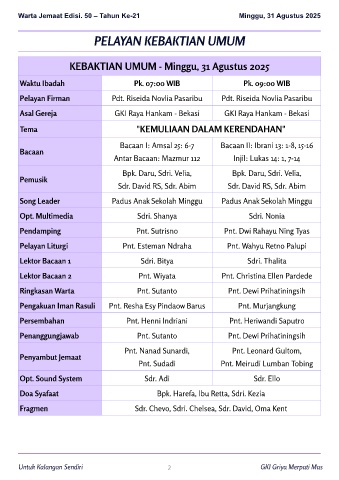 Warta Jemaat Edisi. 50 – Tahun Ke-21 Minggu, 31 Agustus 2025
PELAYAN KEBAKTIAN UMUM
KEBAKTIAN UMUM - Minggu, 31 Agustus 2025
Waktu Ibadah Pk. 07:00 WIB Pk. 09:00 WIB
Pelayan Firman Pdt. Riseida Novlia Pasaribu Pdt. Riseida Novlia Pasaribu
Asal Gereja GKI Raya Hankam - Bekasi GKI Raya Hankam - Bekasi
Tema "KEMULIAAN DALAM KERENDAHAN"
Bacaan Bacaan I: Amsal 25: 6-7 Bacaan II: Ibrani 13: 1-8, 15-16
Antar Bacaan: Mazmur 112 Injil: Lukas 14: 1, 7-14
Pemusik Bpk. Daru, Sdri. Velia, Bpk. Daru, Sdri. Velia,
Sdr. David RS, Sdr. Abim Sdr. David RS, Sdr. Abim
Song Leader Padus Anak Sekolah Minggu Padus Anak Sekolah Minggu
Opt. Multimedia Sdri. Shanya Sdri. Nonia
Pendamping Pnt. Sutrisno Pnt. Dwi Rahayu Ning Tyas
Pelayan Liturgi Pnt. Esteman Ndraha Pnt. Wahyu Retno Palupi
Lektor Bacaan 1 Sdri. Bitya Sdri. Thalita
Lektor Bacaan 2 Pnt. Wiyata Pnt. Christina Ellen Pardede
Ringkasan Warta Pnt. Sutanto Pnt. Dewi Prihatiningsih
Pengakuan Iman Rasuli Pnt. Resha Esy Pindaow Barus Pnt. Murjangkung
Persembahan Pnt. Henni Indriani Pnt. Heriwandi Saputro
Penanggungjawab Pnt. Sutanto Pnt. Dewi Prihatiningsih
Penyambut Jemaat Pnt. Nanad Sunardi, Pnt. Leonard Gultom,
Pnt. Sudadi Pnt. Meirudi Lumban Tobing
Opt. Sound System Sdr. Adi Sdr. Ello
Doa Syafaat Bpk. Harefa, Ibu Retta, Sdri. Kezia
Fragmen Sdr. Chevo, Sdri. Chelsea, Sdr. David, Oma Kent
Untuk Kalangan Sendiri 2 GKI Griya Merpati Mas